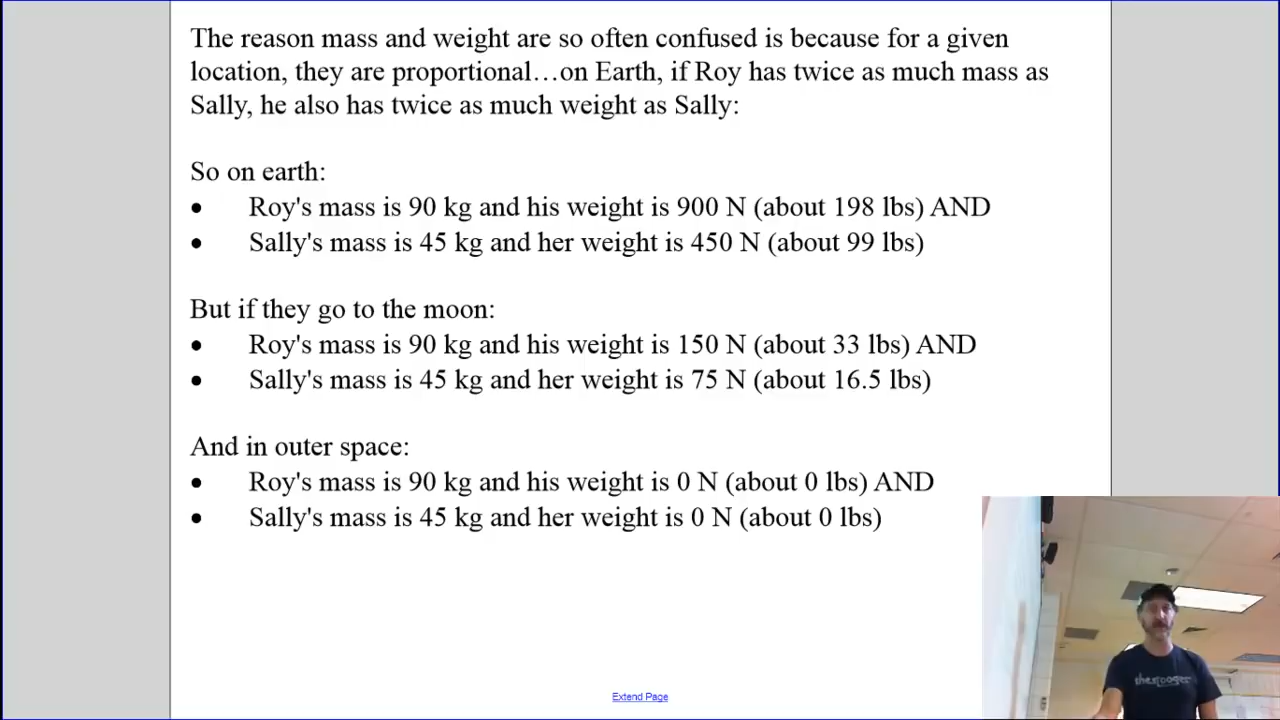 The reason mass and weight are so often confused is because for a given
location, they are proportional…on Earth, if Roy has twice as much mass as
Sally, he also has twice as much weight as Sally:
So on earth:
• Roy's mass is 90 kg and his weight is 900 N (about 198 lbs) AND
• Sally's mass is 45 kg and her weight is 450 N (about 99 lbs)
But if they go to the moon:
• Roy's mass is 90 kg and his weight is 150 N (about 33 lbs) AND
• Sally's mass is 45 kg and her weight is 75 N (about 16.5 lbs)
And in outer space:
• Roy's mass is 90 kg and his weight is 0 N (about 0 lbs) AND
• Sally's mass is 45 kg and her weight is 0 N (about 0 lbs)
Extend Page